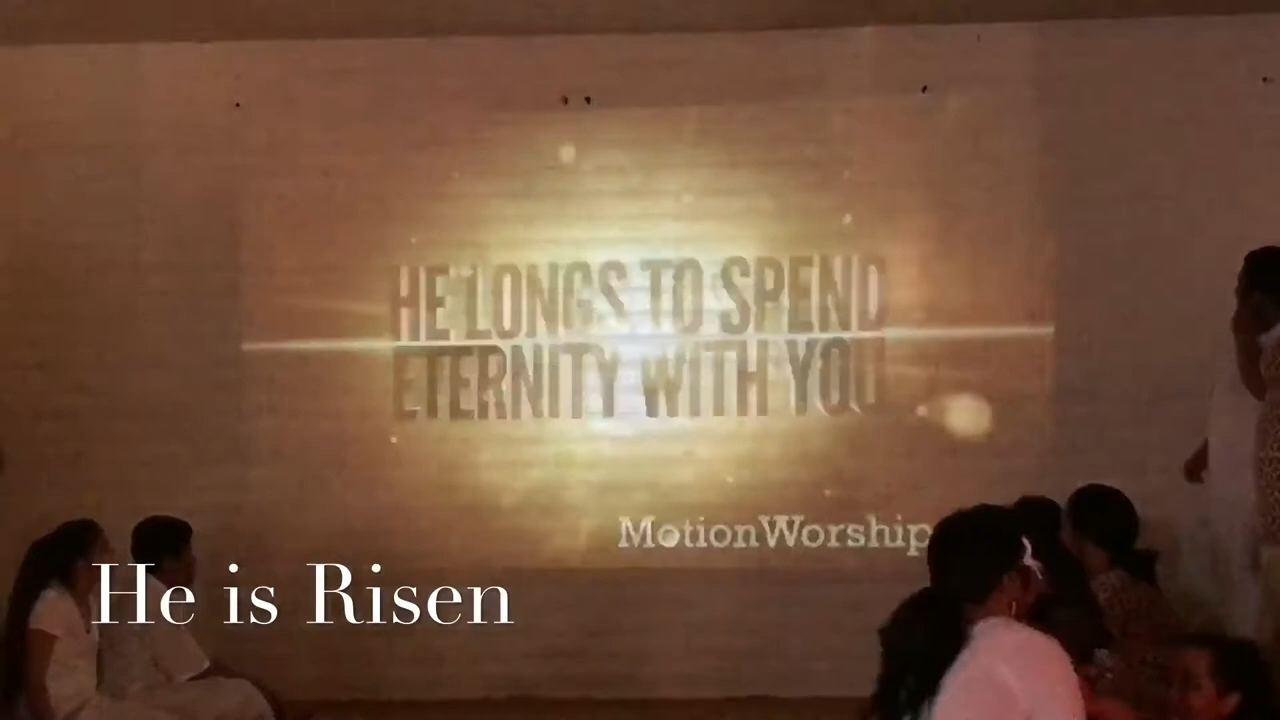 HE LONGS TO SPEND
ETERNITY WITH YOU
MotionWorship
He is Risen